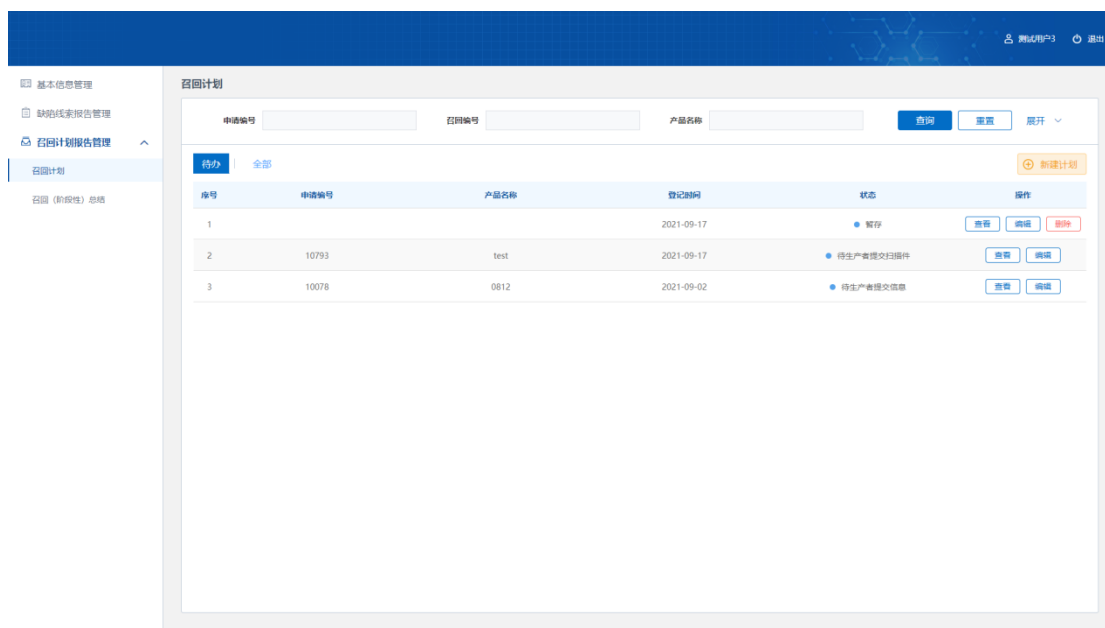 测试用户3 退出
基本信息管理
缺陷线索报告管理
召回计划报告管理
召回计划
召回（阶段性）总结
召回计划
申请编号 召回编号 产品名称 查询 重置 展开
待办 全部 新建计划
序号 申请编号 产品名称 登记时间 状态 操作
1 2021-09-17 暂存 查看 编辑 删除
2 10793 test 2021-09-17 待生产者提交扫描件 查看 编辑
3 10078 0812 2021-09-02 待生产者提交信息 查看 编辑